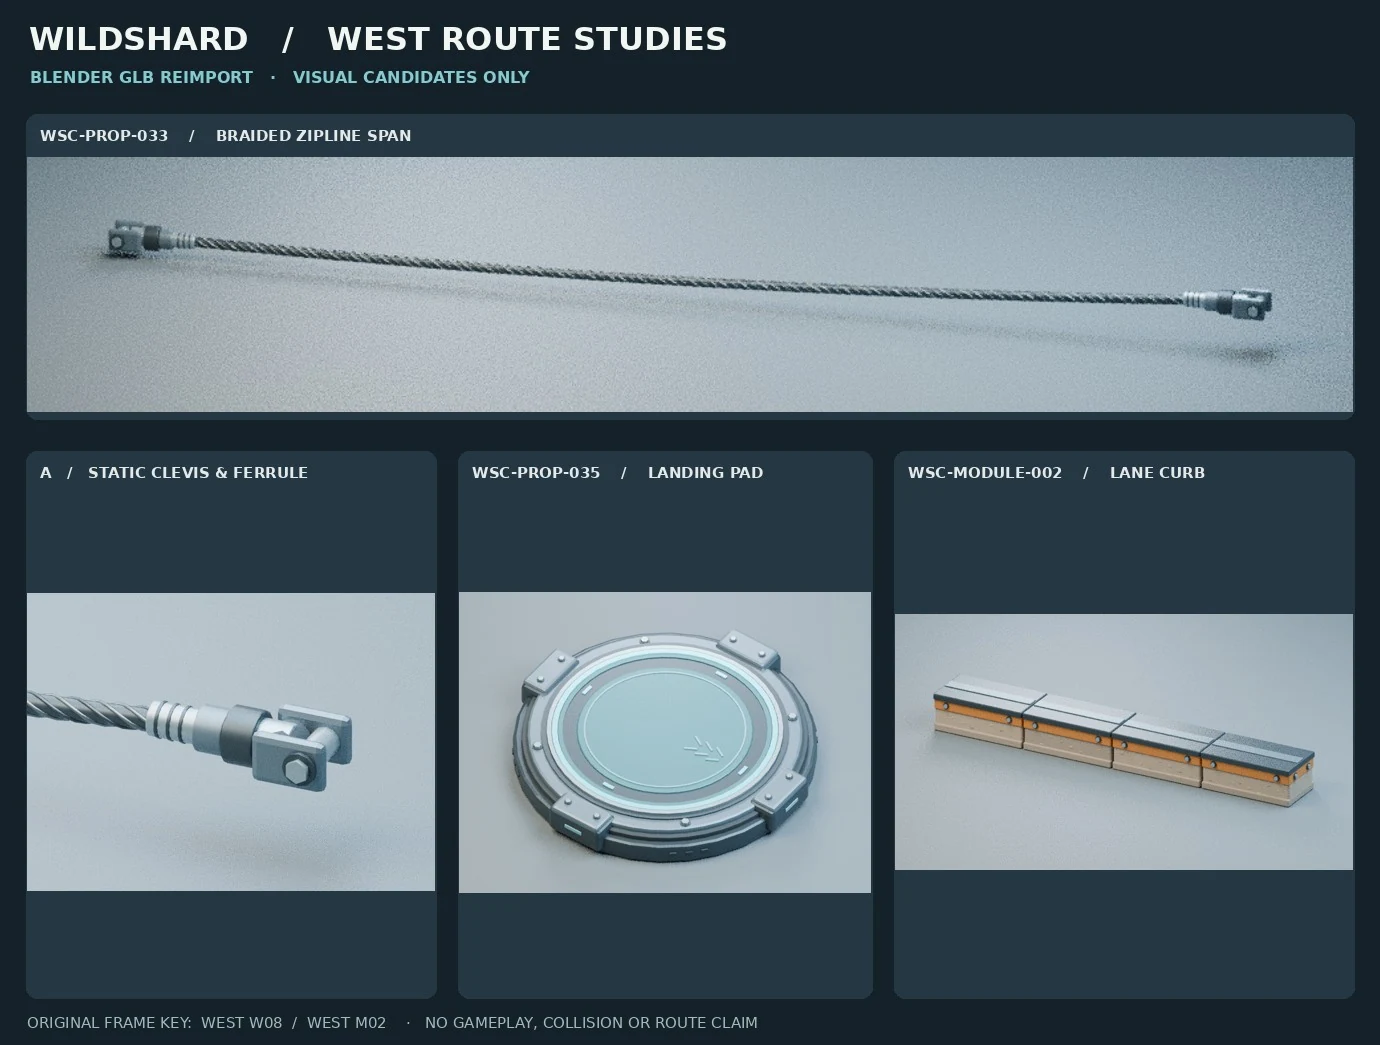 WILDSHARD / WEST ROUTE STUDIES
BLENDER GLB REIMPORT · VISUAL CANDIDATES ONLY
WSC-PROP-033 / BRAIDED ZIPLINE SPAN
A / STATIC CLEVIS & FERRULE
WSC-PROP-035 / LANDING PAD
WSC-MODULE-002 / LANE CURB
ORIGINAL FRAME KEY: WEST W08 / WEST M02 · NO GAMEPLAY, COLLISION OR ROUTE CLAIM